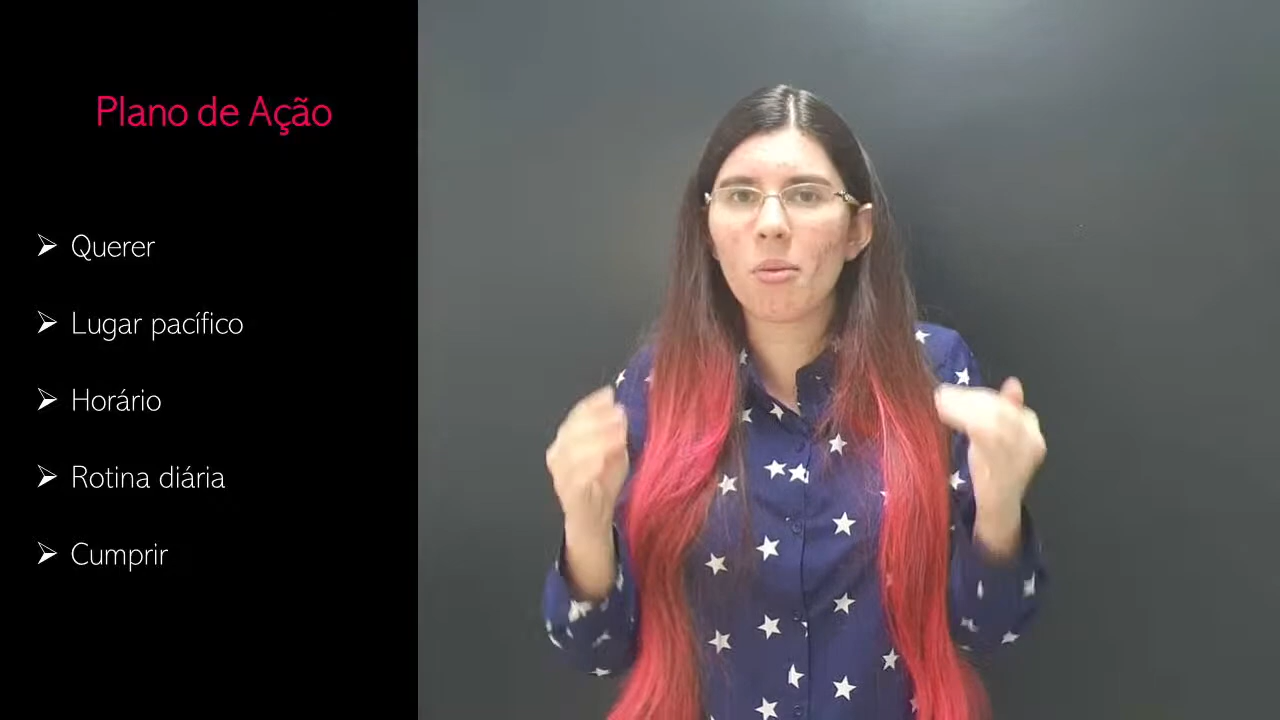 Plano de Ação
Querer
Lugar pacífico
Horário
Rotina diária
Cumprir